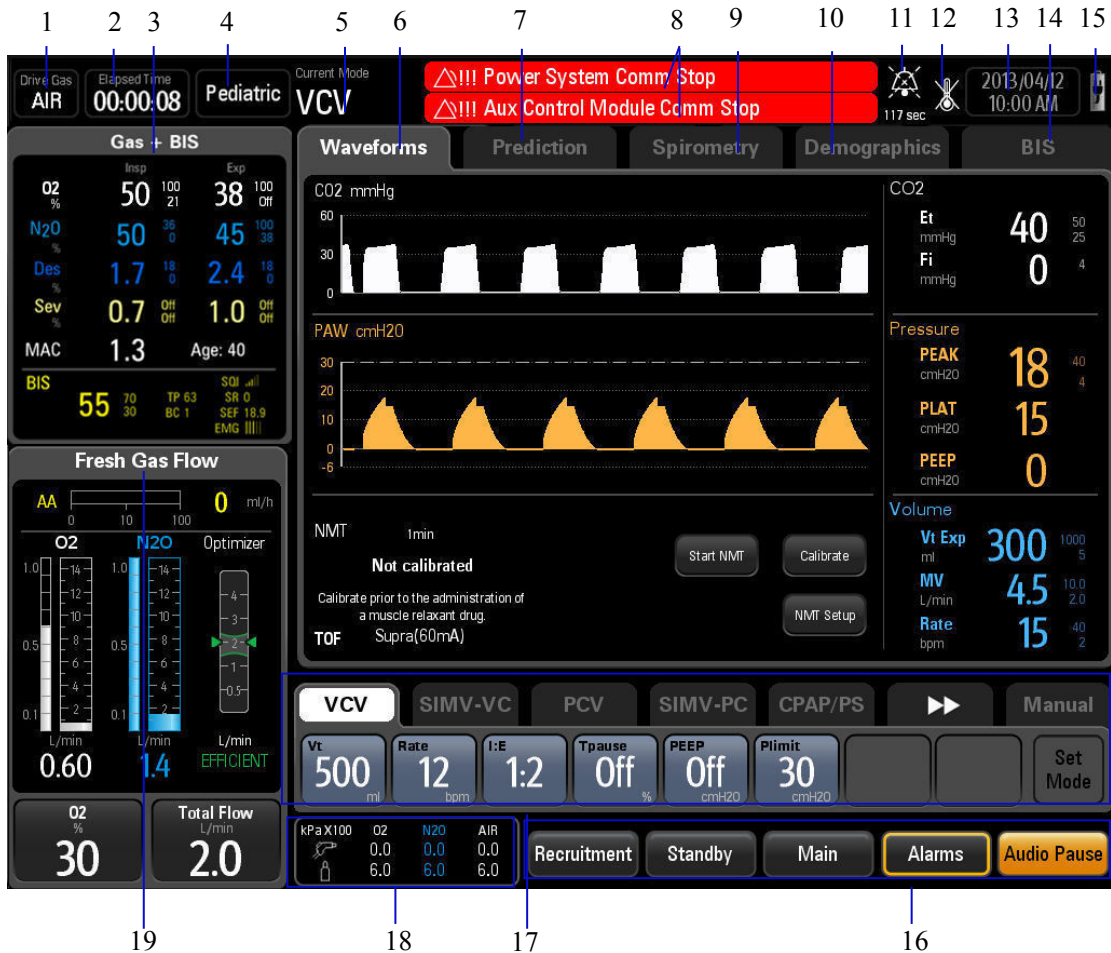 1 2 3 4 5 6 7 8 9 10 11 12 13 14 15
Drive Gas
AIR
Elapsed Time
00:00:08
Pediatric
Current Mode
VCV
!!! Power System Comm Stop
!!! Aux Control Module Comm Stop
117 sec
2013/04/12
10:00 AM
Gas + BIS
Insp Exp
O2 % 50 100 21 38 100 Off
N2O % 50 36 0 45 100 38
Des % 1.7 18 0 2.4 18 0
Sev % 0.7 Off Off 1.0 Off Off
MAC 1.3 Age: 40
BIS 55 70 30
SQI
TP 63 SR 0
BC 1 SEF 18.9
EMG
Waveforms Prediction Spirometry Demographics BIS
CO2 mmHg
60
30
0
PAW cmH2O
30
20
10
0
-6
NMT 1min
Not calibrated
Calibrate prior to the administration of
a muscle relaxant drug.
TOF Supra(60mA)
Start NMT Calibrate
NMT Setup
CO2
Et mmHg 40 50 25
Fi mmHg 0 4
Pressure
PEAK cmH2O 18 40 4
PLAT cmH2O 15
PEEP cmH2O 0
Volume
Vt Exp ml 300 1000 5
MV L/min 4.5 10.0 2.0
Rate bpm 15 40 2
Fresh Gas Flow
AA 0 ml/h
0 10 100
O2 N2O Optimizer
1.0 14 1.0 14
12 12 4
10 10 3
0.5 8 0.5 8 2
6 6 1
4 4 0.5
0.1 2 0.1 2
L/min L/min L/min
0.60 1.4 EFFICIENT
O2
%
30
Total Flow
L/min
2.0
VCV SIMV-VC PCV SIMV-PC CPAP/PS Manual
Vt 500 ml
Rate 12 bpm
I:E 1:2
Tpause Off %
PEEP Off cmH2O
Plimit 30 cmH2O
Set
Mode
kPa X100 O2 N2O AIR
0.0 0.0 0.0
6.0 6.0 6.0
Recruitment Standby Main Alarms Audio Pause
19 18 17 16